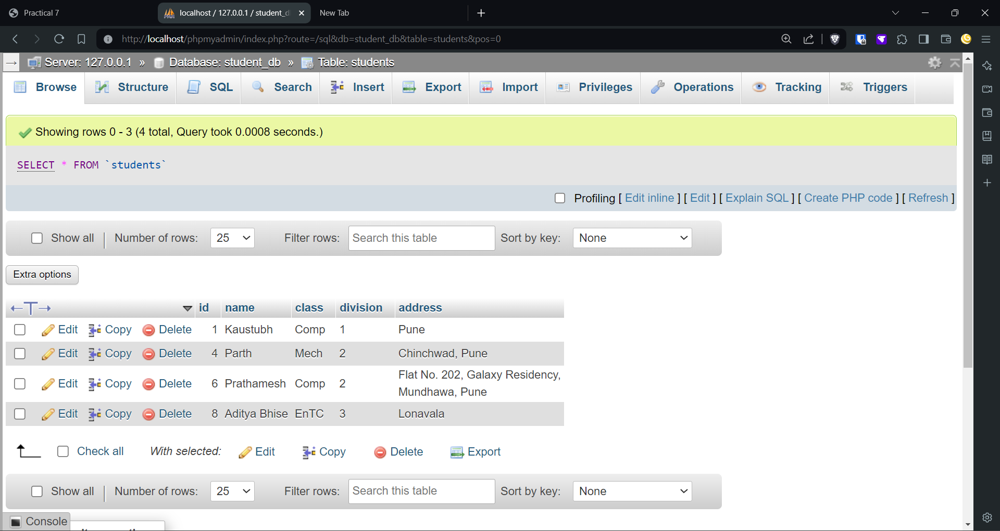 Practical 7
localhost / 127.0.0.1 / student_d
New Tab
http://localhost/phpmyadmin/index.php?route=/sql&db=student_db&table=students&pos=0
Server: 127.0.0.1 » Database: student_db » Table: students
Browse Structure SQL Search Insert Export Import Privileges Operations Tracking Triggers
Showing rows 0 - 3 (4 total, Query took 0.0008 seconds.)
SELECT * FROM `students`
Profiling [ Edit inline ] [ Edit ] [ Explain SQL ] [ Create PHP code ] [ Refresh ]
Show all Number of rows: 25 Filter rows: Search this table Sort by key: None
Extra options
←T→ id name class division address
Edit Copy Delete 1 Kaustubh Comp 1 Pune
Edit Copy Delete 4 Parth Mech 2 Chinchwad, Pune
Edit Copy Delete 6 Prathamesh Comp 2 Flat No. 202, Galaxy Residency,
Mundhawa, Pune
Edit Copy Delete 8 Aditya Bhise EnTC 3 Lonavala
Check all With selected: Edit Copy Delete Export
Show all Number of rows: 25 Filter rows: Search this table Sort by key: None
Console